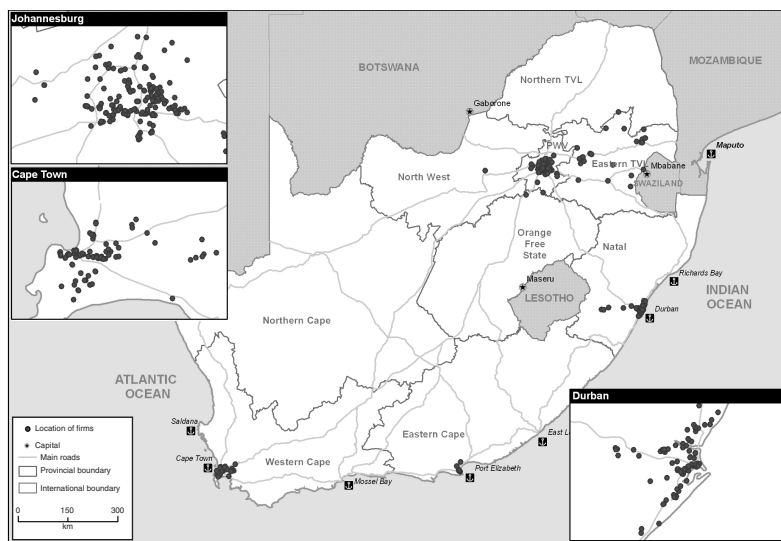 Johannesburg
BOTSWANA
MOZAMBIQUE
Northern TVL
Gaborone
PWV
Maputo
Cape Town
North West
Eastern TVL
Mbabane
SWAZILAND
Orange
Free
State
Natal
Maseru
LESOTHO
Richards Bay
INDIAN
OCEAN
Durban
Northern Cape
ATLANTIC
OCEAN
Durban
Location of firms
Capital
Main roads
Provincial boundary
International boundary
0 150 300
km
Saldana
Cape Town
Western Cape
Eastern Cape
Mossel Bay
Port Elizabeth
East L